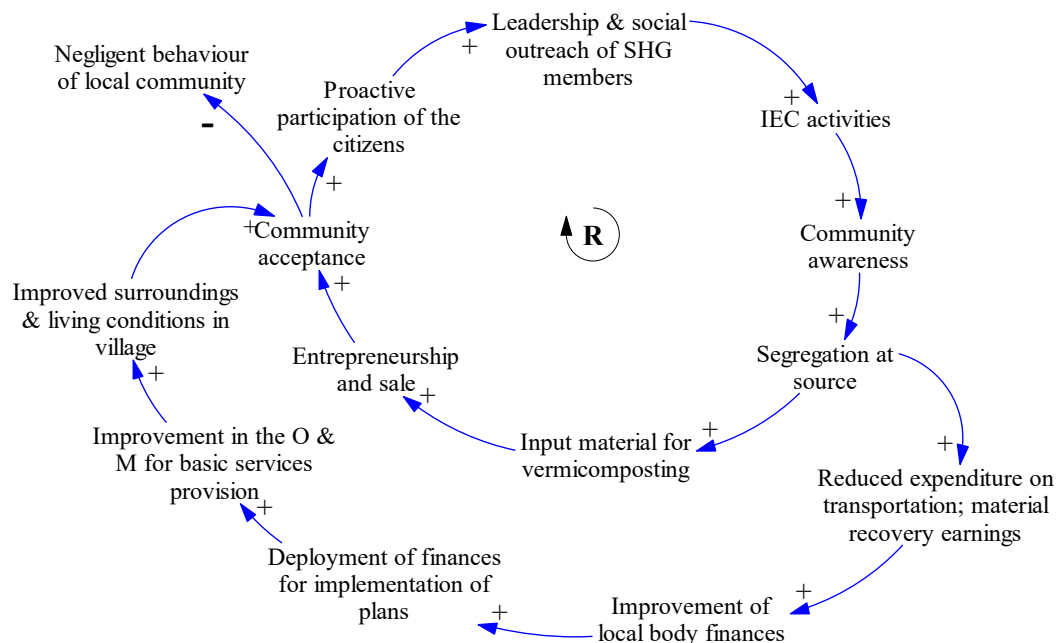 Leadership & social
outreach of SHG
members
+
Negligent behaviour
of local community
-
Proactive
participation of the
citizens
+
+
IEC activities
+
Community
awareness
R
+
Community
acceptance
+
+
Segregation at
source
Improved surroundings
& living conditions in
village
+
Entrepreneurship
and sale
+
+
Input material for
vermicomposting
+
Reduced expenditure on
transportation; material
recovery earnings
Improvement in the O &
M for basic services
provision
+
Deployment of finances
for implementation of
plans
+
+
Improvement of
local body finances